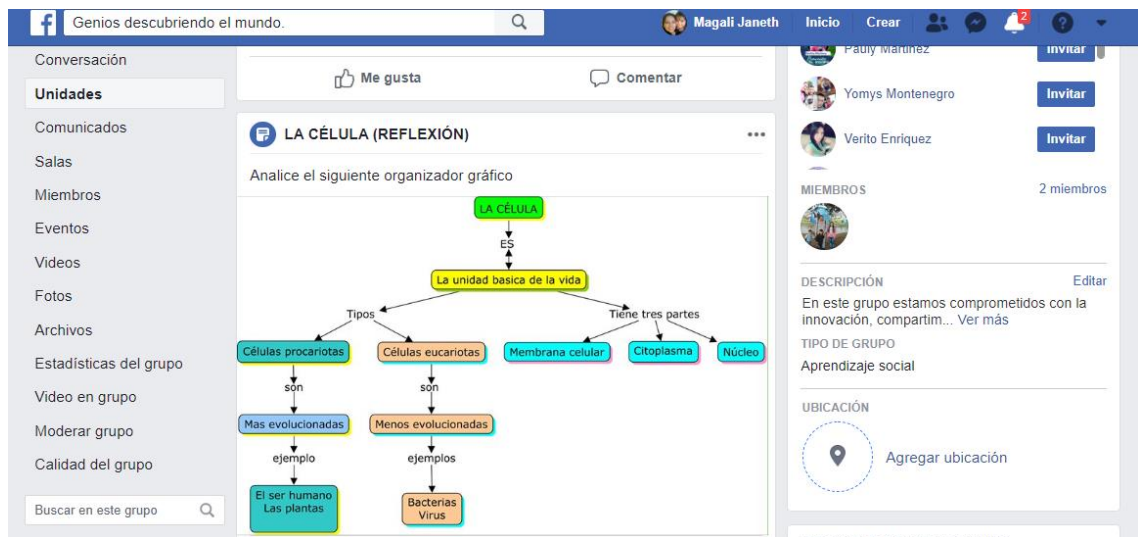 Genios descubriendo el mundo.
Magali Janeth
Inicio
Crear
2
Conversación
Unidades
Comunicados
Salas
Miembros
Eventos
Videos
Fotos
Archivos
Estadísticas del grupo
Video en grupo
Moderar grupo
Calidad del grupo
Buscar en este grupo
Me gusta
Comentar
LA CÉLULA (REFLEXIÓN)
Analice el siguiente organizador gráfico
LA CÉLULA
ES
La unidad basica de la vida
Tipos
Tiene tres partes
Células procariotas
Células eucariotas
Membrana celular
Citoplasma
Núcleo
son
son
Mas evolucionadas
Menos evolucionadas
ejemplo
ejemplos
El ser humano
Las plantas
Bacterias
Virus
Pauly Martinez
Invitar
Yomys Montenegro
Invitar
Verito Enriquez
Invitar
MIEMBROS
2 miembros
DESCRIPCIÓN
Editar
En este grupo estamos comprometidos con la
innovación, compartim... Ver más
TIPO DE GRUPO
Aprendizaje social
UBICACIÓN
Agregar ubicación